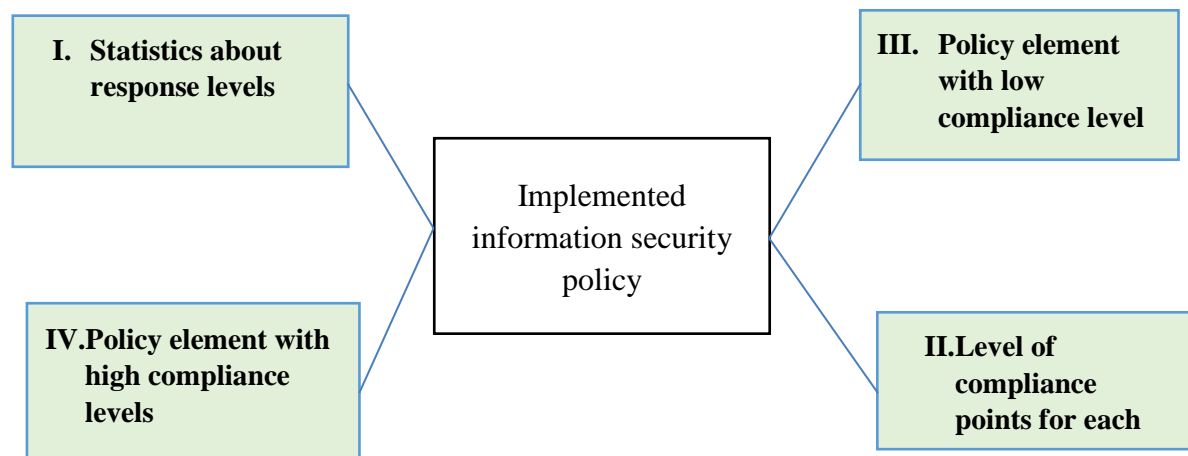 I. Statistics about
response levels
III. Policy element
with low
compliance level
Implemented
information security
policy
IV.Policy element with
high compliance
levels
II.Level of
compliance
points for each